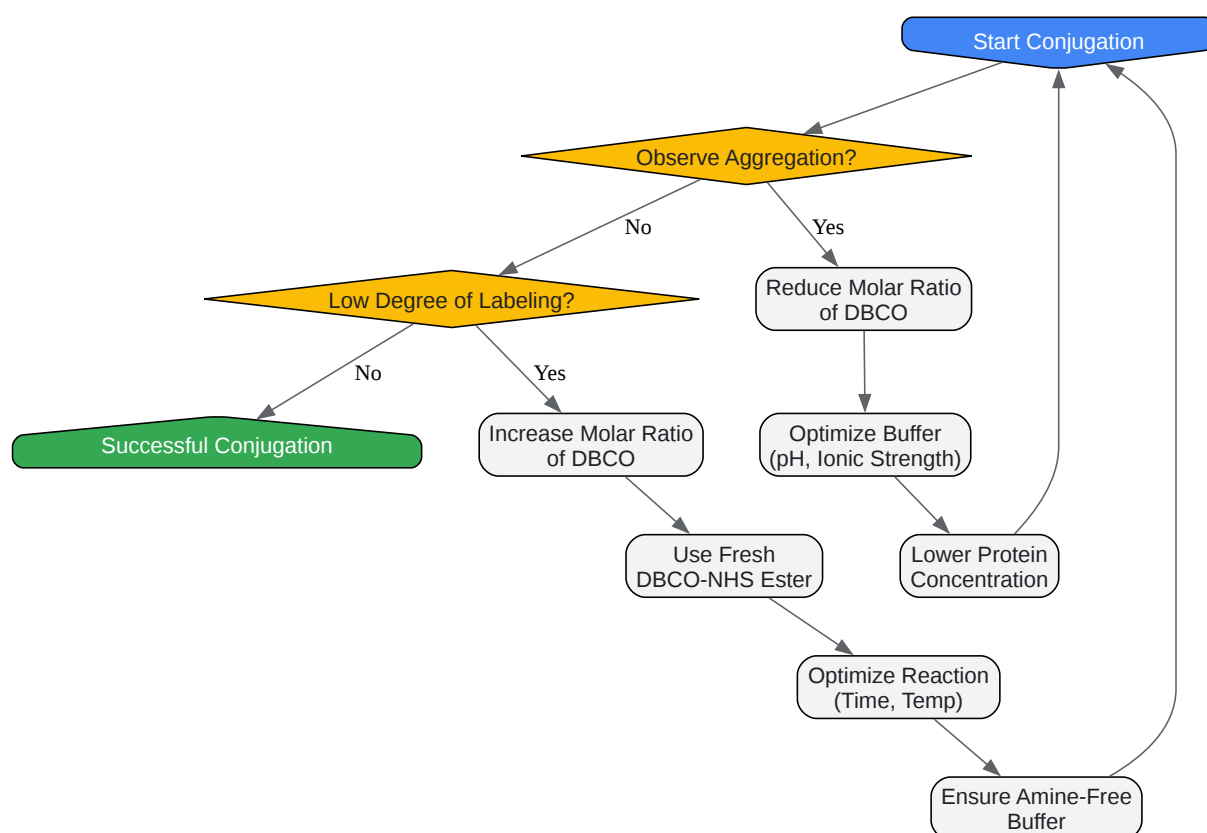 Start Conjugation
Observe Aggregation?
No
Yes
Low Degree of Labeling?
Reduce Molar Ratio
of DBCO
No
Yes
Successful Conjugation
Increase Molar Ratio
of DBCO
Optimize Buffer
(pH, Ionic Strength)
Use Fresh
DBCO-NHS Ester
Lower Protein
Concentration
Optimize Reaction
(Time, Temp)
Ensure Amine-Free
Buffer